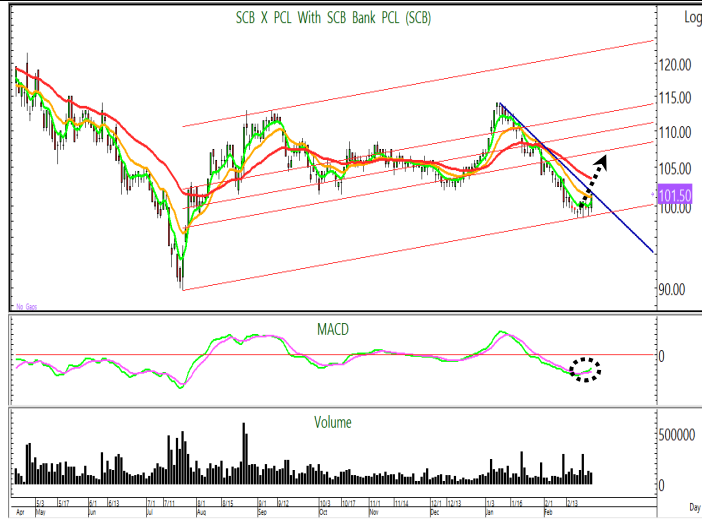 SCB X PCL With SCB Bank PCL (SCB)
Log
120.00
115.00
110.00
105.00
101.50
100.00
90.00
No Gaps
MACD
0
Volume
500000
0
5/3 5/17 6/1 6/13 7/1 7/11 8/1 8/15 9/1 9/12 10/3 10/17 11/1 11/14 12/1 12/13 1/3 1/16 2/1 2/13
Apr May Jun Jul Aug Sep Oct Nov Dec Jan Feb
Day